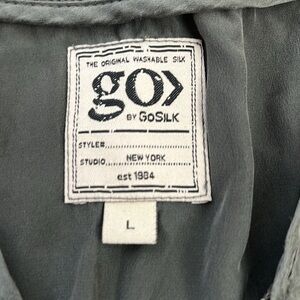 THE ORIGINAL WASHABLE SILK
go>
BY GOSILK
STYLE#
STUDIO NEW YORK
est 1984
L